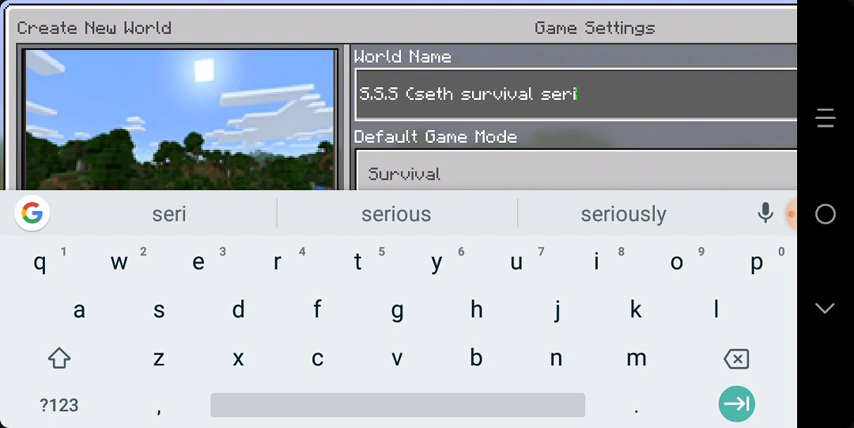 Create New World
Game Settings
World Name
S.S.S (seth survival seri
Default Game Mode
Survival
G seri serious seriously
q 1 w 2 e 3 r 4 t 5 y 6 u 7 i 8 o 9 p 0
a s d f g h j k l
z x c v b n m
?123 , .